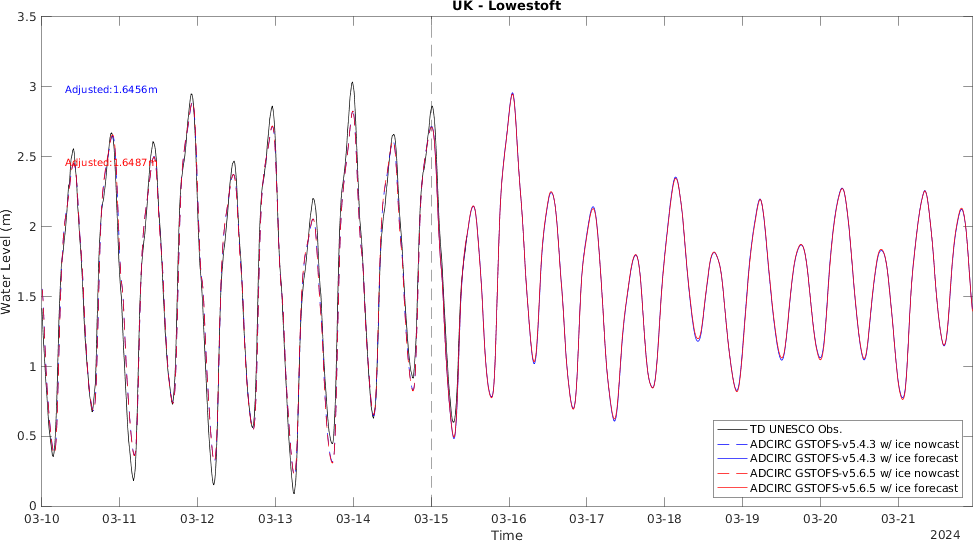 UK - Lowestoft
3.5
3
2.5
2
1.5
1
0.5
0
Water Level (m)
Adjusted:1.6456m
Adjusted:1.6487m
TD UNESCO Obs.
ADCIRC GSTOFS-v5.4.3 w/ ice nowcast
ADCIRC GSTOFS-v5.4.3 w/ ice forecast
ADCIRC GSTOFS-v5.6.5 w/ ice nowcast
ADCIRC GSTOFS-v5.6.5 w/ ice forecast
03-10 03-11 03-12 03-13 03-14 03-15 03-16 03-17 03-18 03-19 03-20 03-21
Time
2024